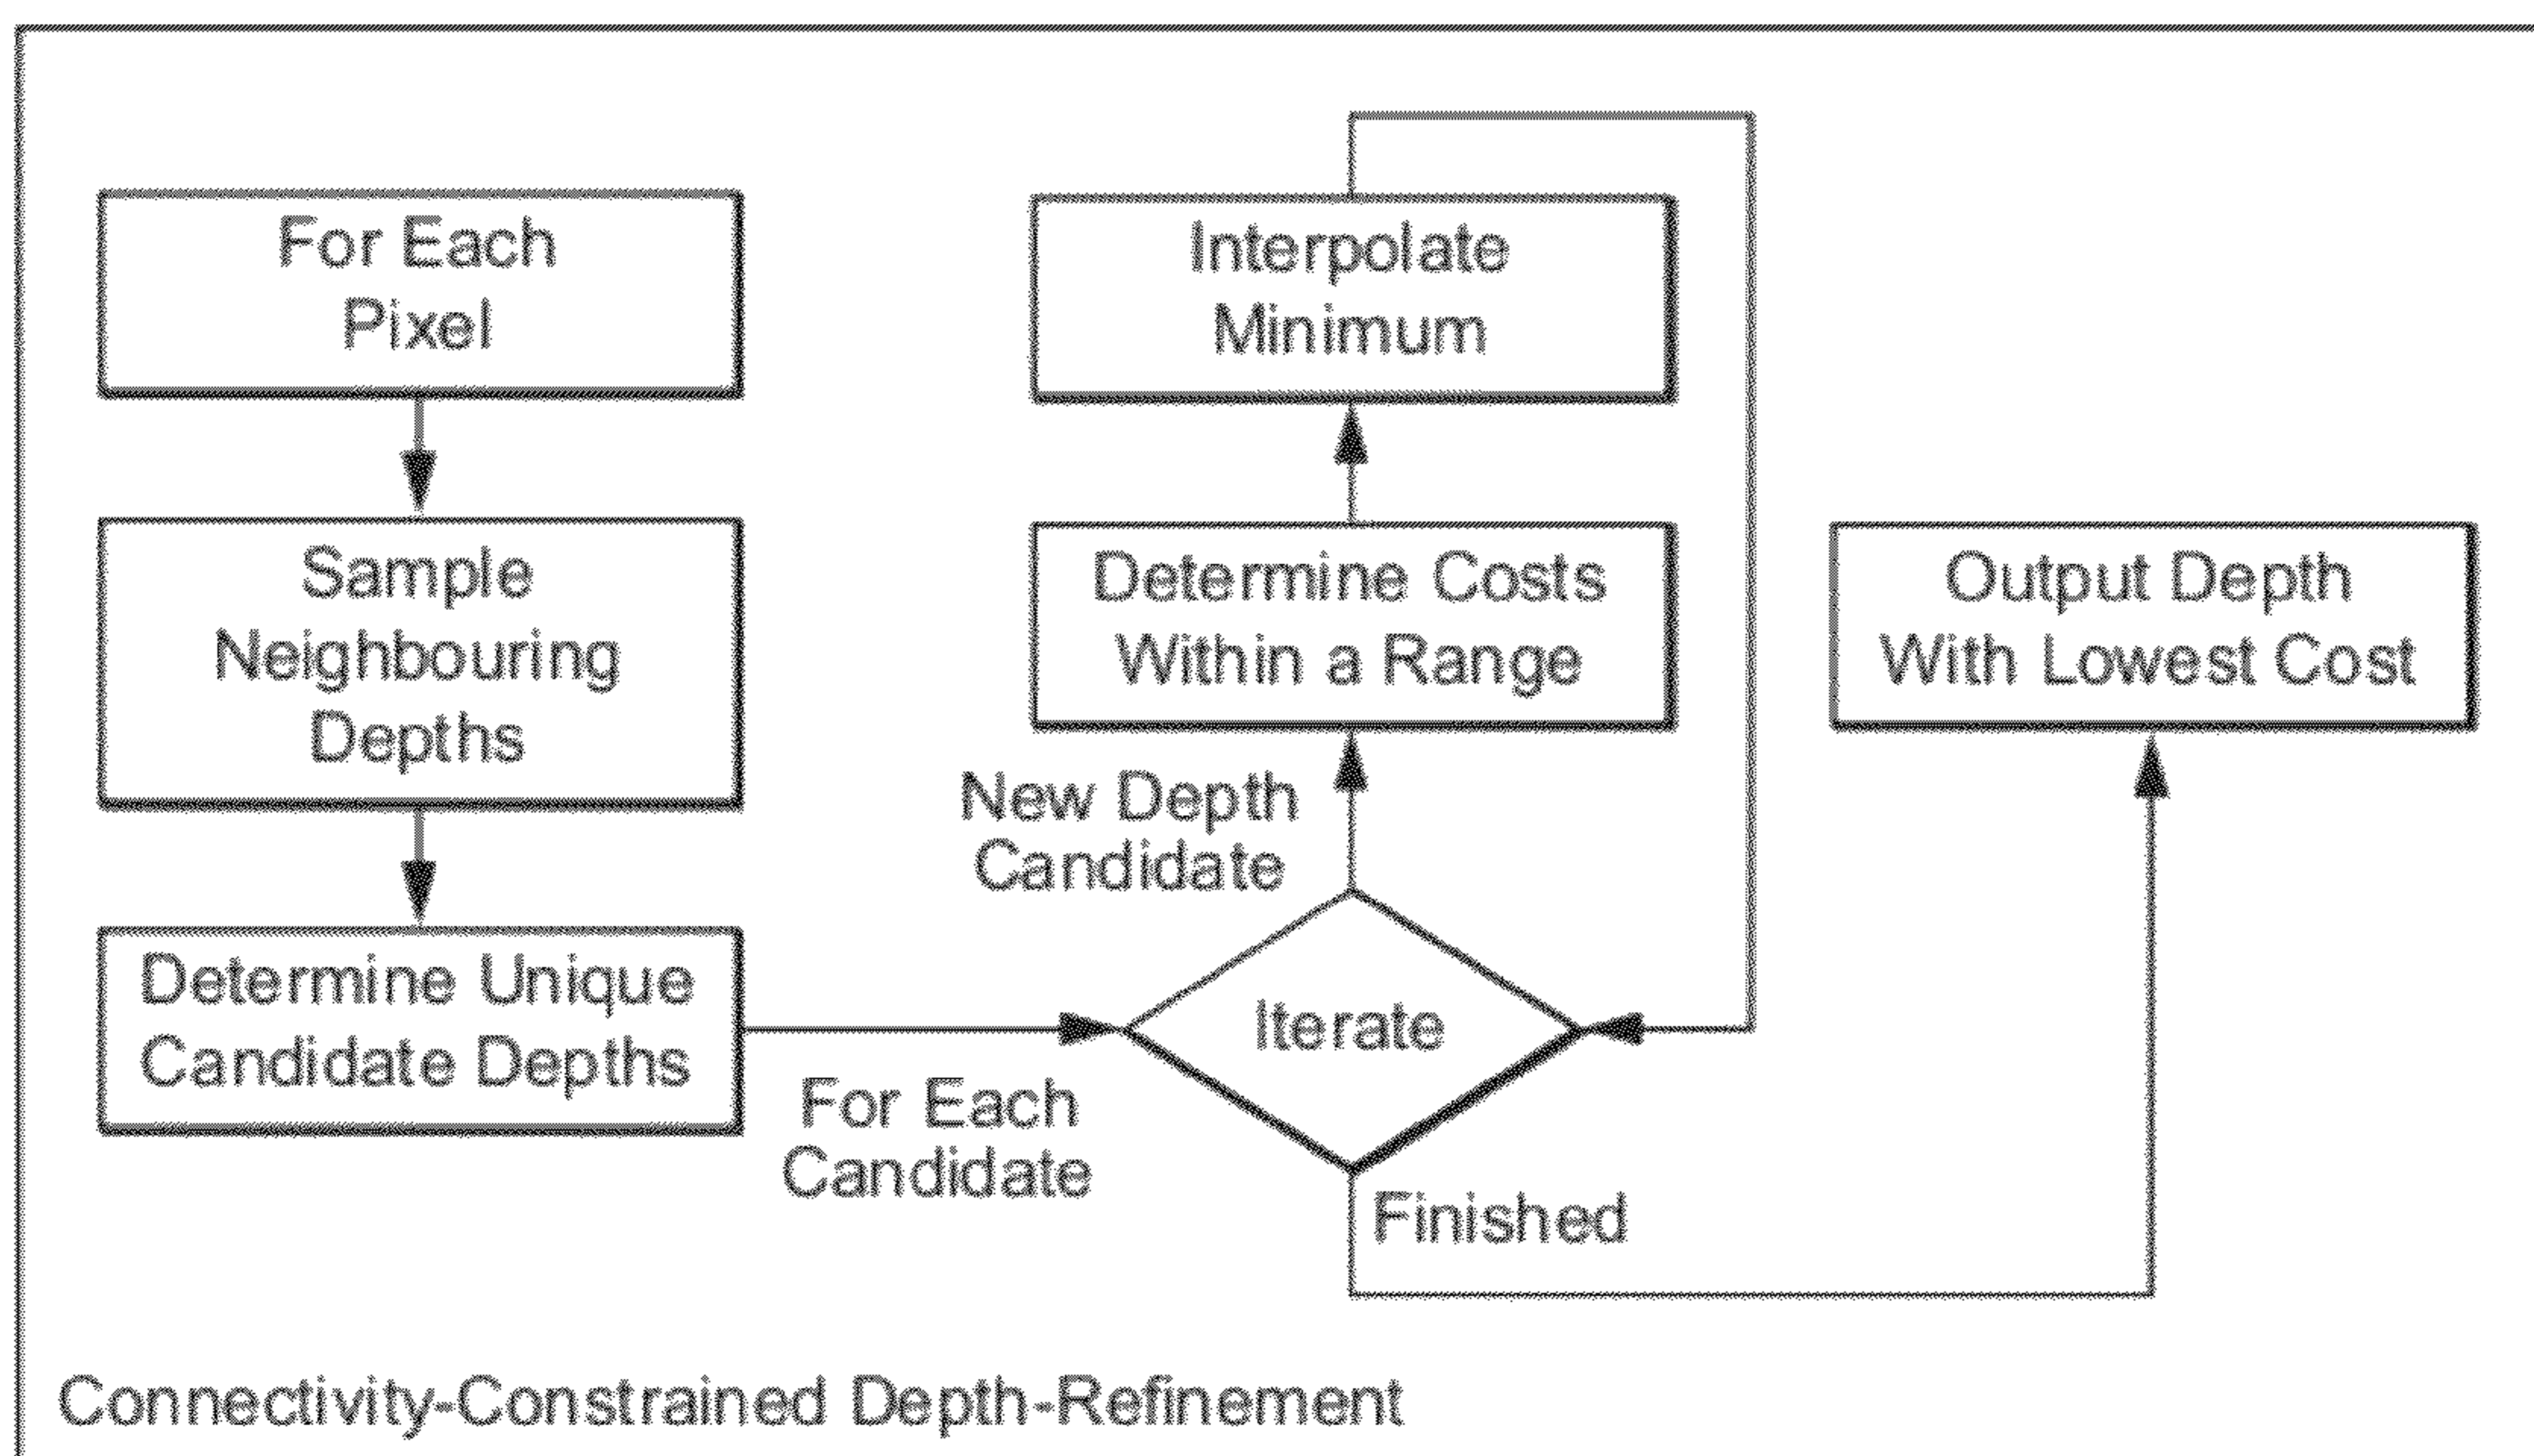 For Each
Pixel
Sample
Neighbouring
Depths
Determine Unique
Candidate Depths
For Each
Candidate
Interpolate
Minimum
Determine Costs
Within a Range
New Depth
Candidate
Iterate
Finished
Output Depth
With Lowest Cost
Connectivity-Constrained Depth-Refinement